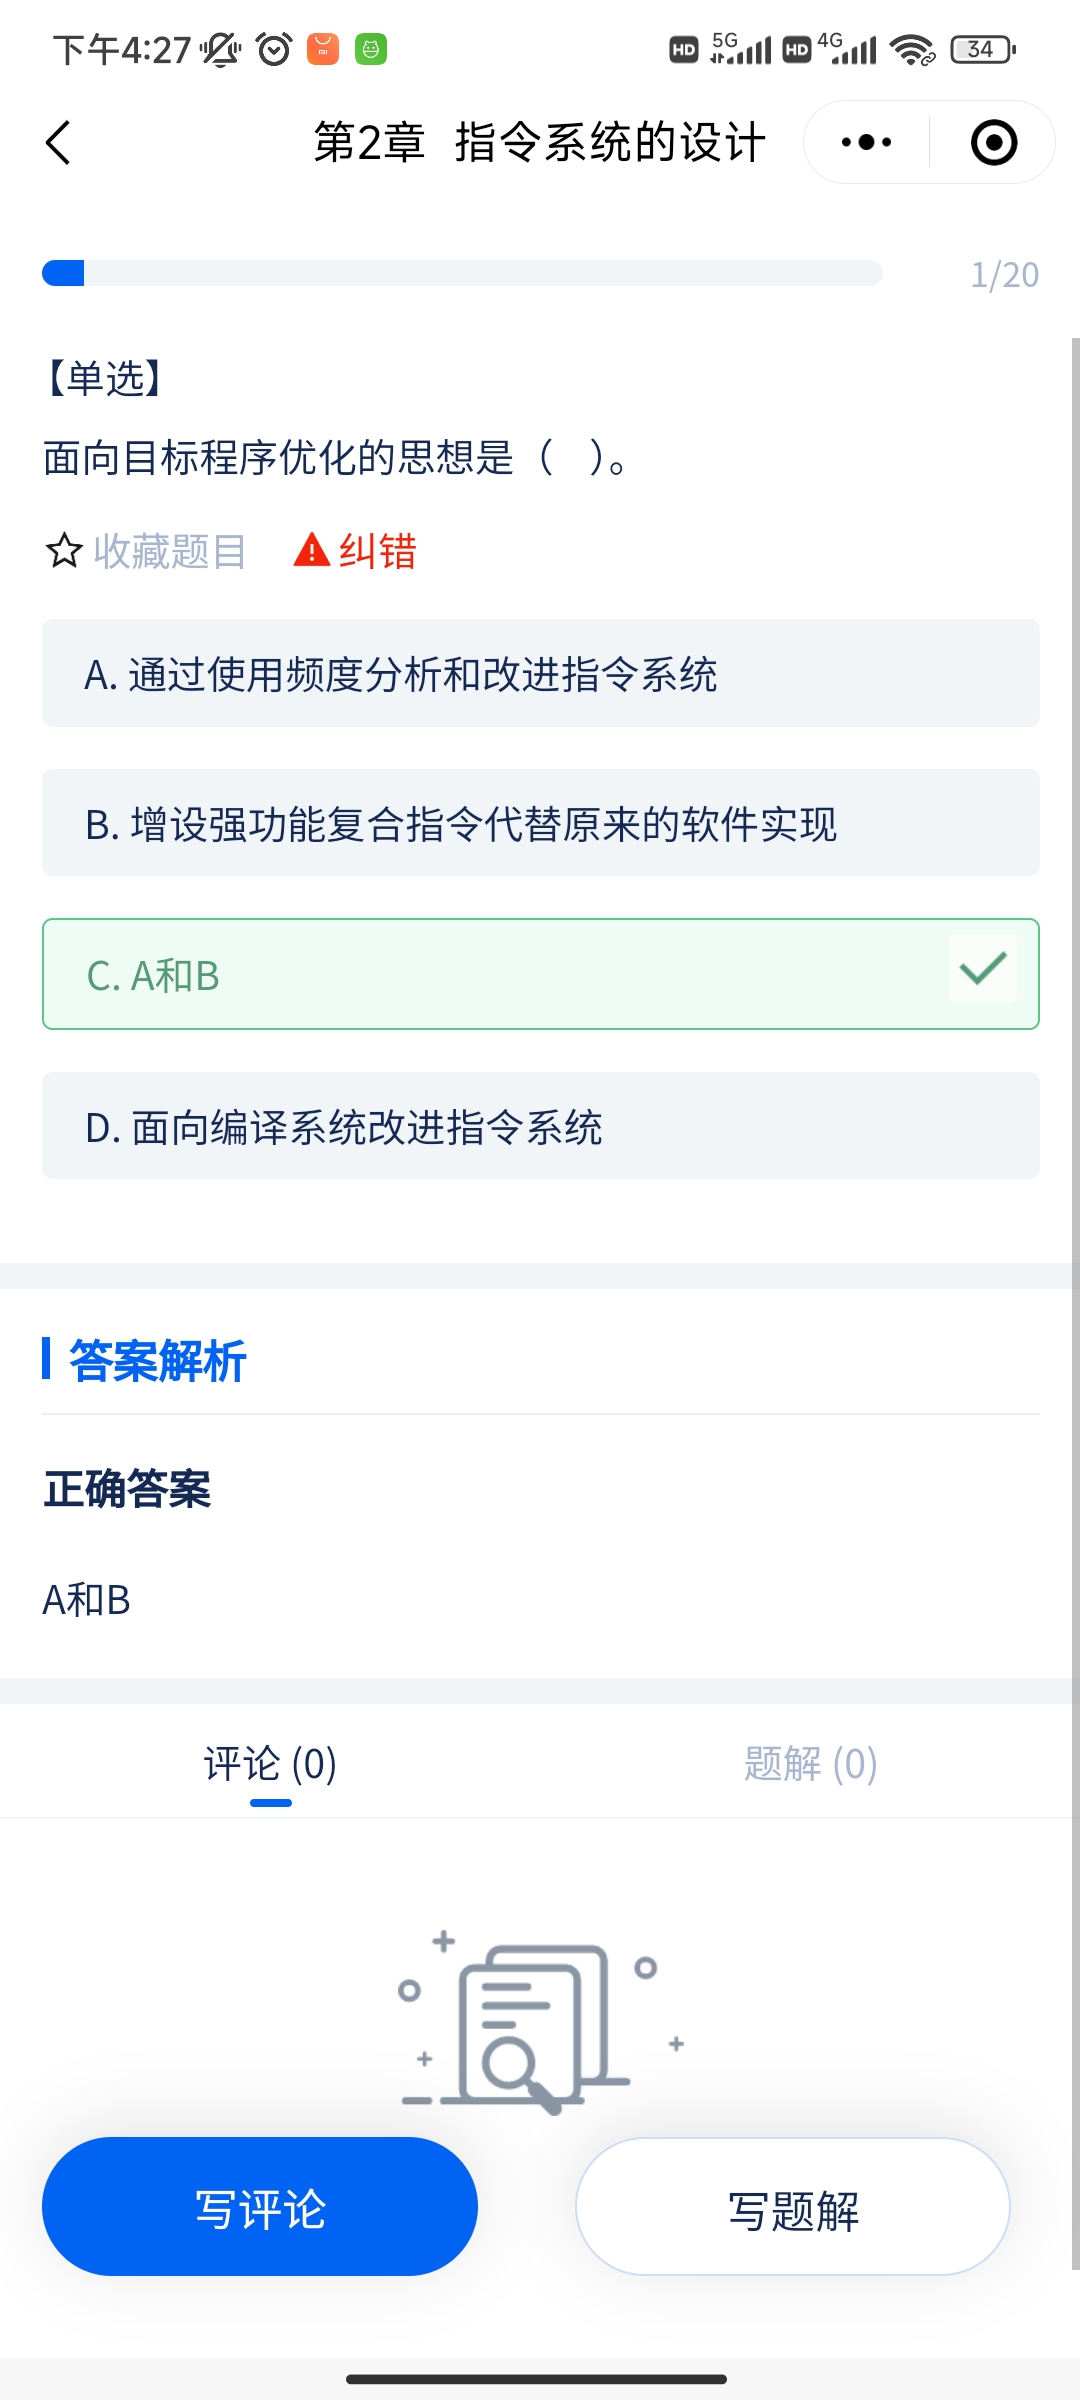 下午4:27
HD 5G HD 4G 34
第2章 指令系统的设计
1/20
【单选】
面向目标程序优化的思想是（ ）。
收藏题目 纠错
A. 通过使用频度分析和改进指令系统
B. 增设强功能复合指令代替原来的软件实现
C. A和B
D. 面向编译系统改进指令系统
答案解析
正确答案
A和B
评论 (0) 题解 (0)
写评论 写题解